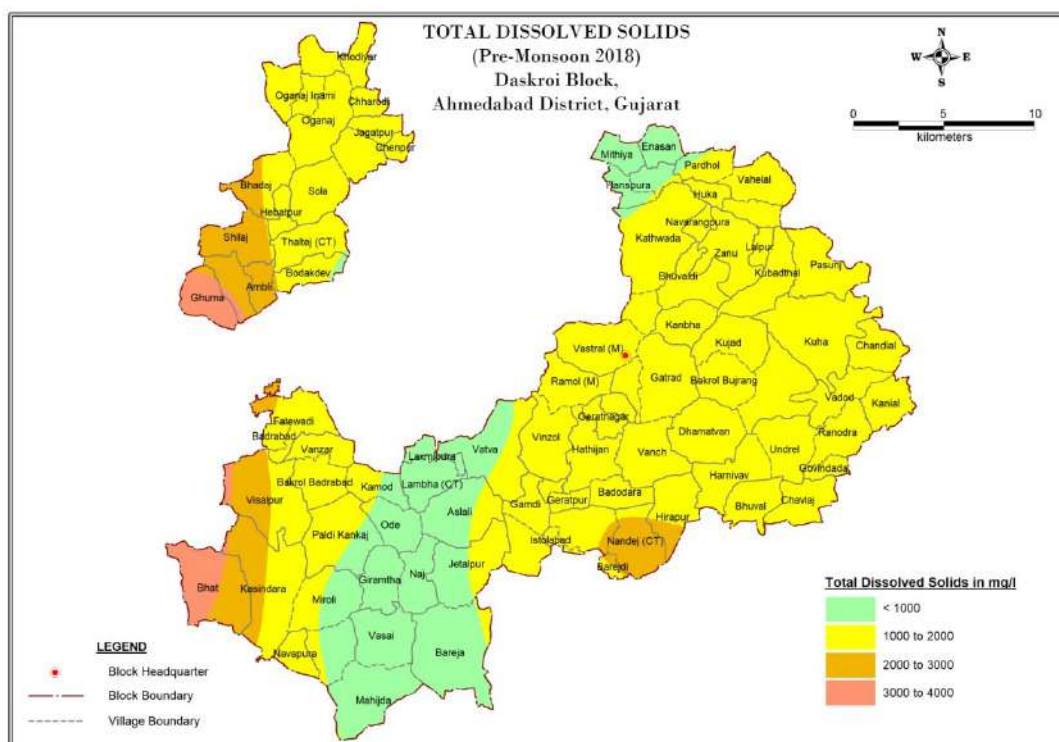 TOTAL DISSOLVED SOLIDS
(Pre-Monsoon 2018)
Daskroi Block,
Ahmedabad District, Gujarat
N
W E
S
0 5 10
kilometers
Khodiyar
Oganaj Inami
Chharodi
Oganaj
Jagatpur
Chenpor
Bhadaj
Sola
Hebatpur
Shilaj
Thaltaj (CT)
Bodakdev
Ambli
Ghuma
Enasan
Mithiya
Pardhol
Hanspura
Vahelal
Huka
Navarangpura
Kathwada
Zanu
Lalpur
Pasunj
Bhuvaldi
Kubadthal
Kanbha
Kujad
Kuha
Chandial
Vastral (M)
Ramol (M)
Gatrad
Bakrol Bujrang
Vadod
Kanial
Geratnagar
Dhamatvan
Ranodra
Vinzol
Hathijan
Vanch
Undrel
Govindada
Harnivav
Badodara
Gamdi
Geratpur
Bhuval
Chavlaj
Hirapur
Istolabad
Nandej (CT)
Barejdi
Fatewadi
Badrabad
Vanzar
Vatva
Laxmipura
Bakrol Badrabad
Kamod
Lambha (CT)
Visalpur
Aslali
Ode
Paldi Kankaj
Jetalpur
Giramtha
Naj
Bhat
Kasindara
Miroli
Vasai
Bareja
Navapura
Mahijda
LEGEND
Block Headquarter
Block Boundary
Village Boundary
Total Dissolved Solids in mg/l
< 1000
1000 to 2000
2000 to 3000
3000 to 4000